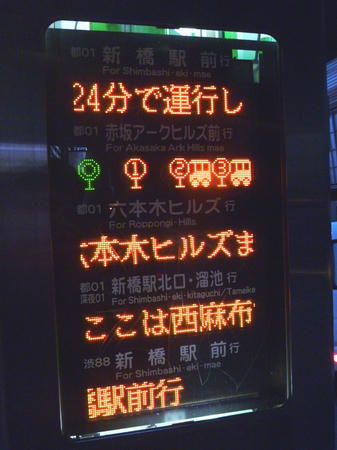 都01 新橋駅前 行
For Shimbashi-eki-mae
24分で運行し
都01 赤坂アークヒルズ前 行
For Akasaka Ark Hills mae
① ② ③
都01 六本木ヒルズ 行
For Roppongi-Hills
六本木ヒルズま
都01 深夜01 新橋駅北口・溜池 行
For Shimbashi-eki-kitaguchi/Tameike
ここは西麻布
渋88 新橋駅前 行
For Shimbashi-eki-mae
駅前行